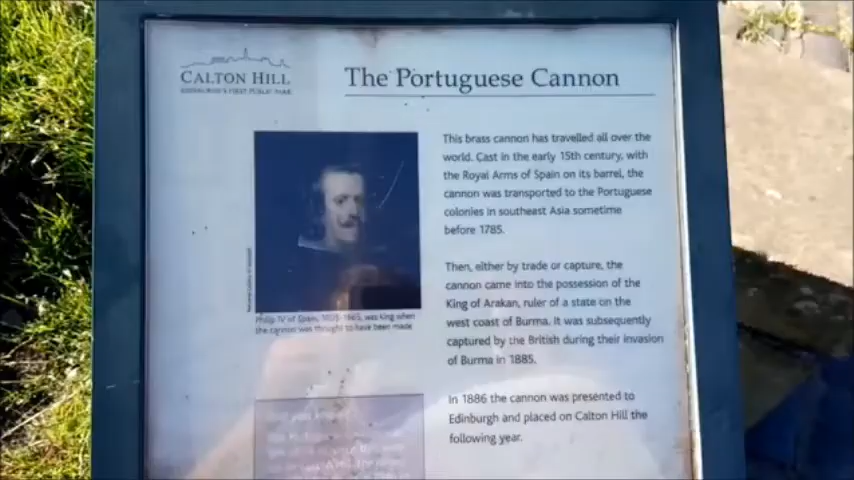 CALTON HILL
EDINBURGH'S FIRST PUBLIC PARK
The Portuguese Cannon
This brass cannon has travelled all over the
world. Cast in the early 15th century, with
the Royal Arms of Spain on its barrel, the
cannon was transported to the Portuguese
colonies in southeast Asia sometime
before 1785.
Then, either by trade or capture, the
cannon came into the possession of the
King of Arakan, ruler of a state on the
west coast of Burma. It was subsequently
captured by the British during their invasion
of Burma in 1885.
In 1886 the cannon was presented to
Edinburgh and placed on Calton Hill the
following year.
Philip IV of Spain, was king when
the cannon was thought to have been made